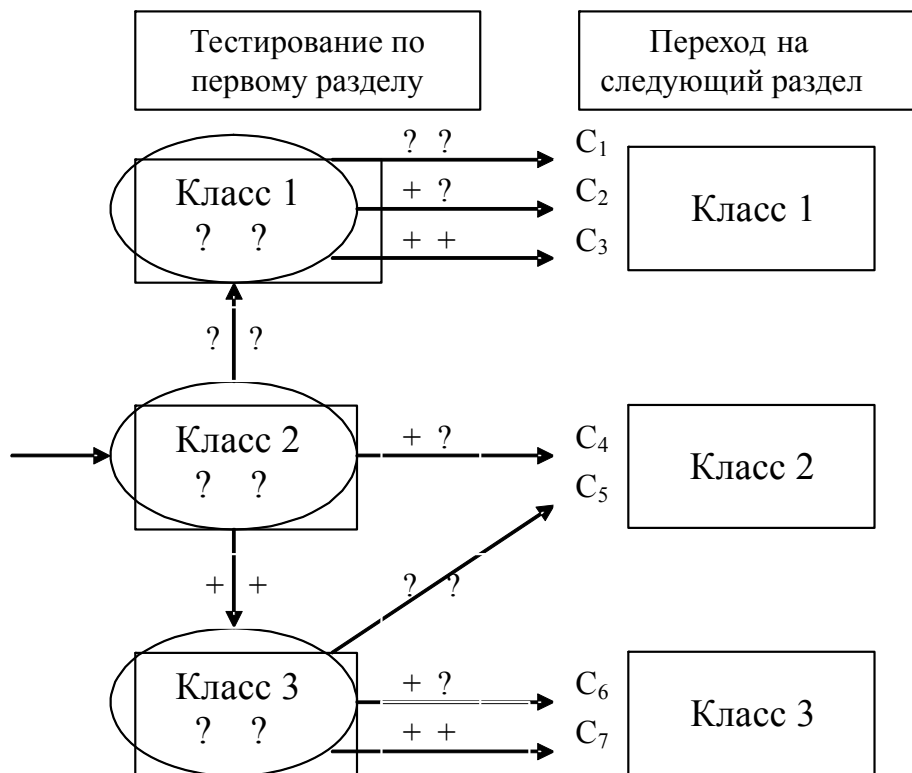 Тестирование по
первому разделу
Переход на
следующий раздел
? ? C₁
Класс 1 + ? C₂ Класс 1
? ? + + C₃
? ?
Класс 2 + ? C₄ Класс 2
? ? C₅
+ + ? ?
Класс 3 + ? C₆ Класс 3
? ? + + C₇